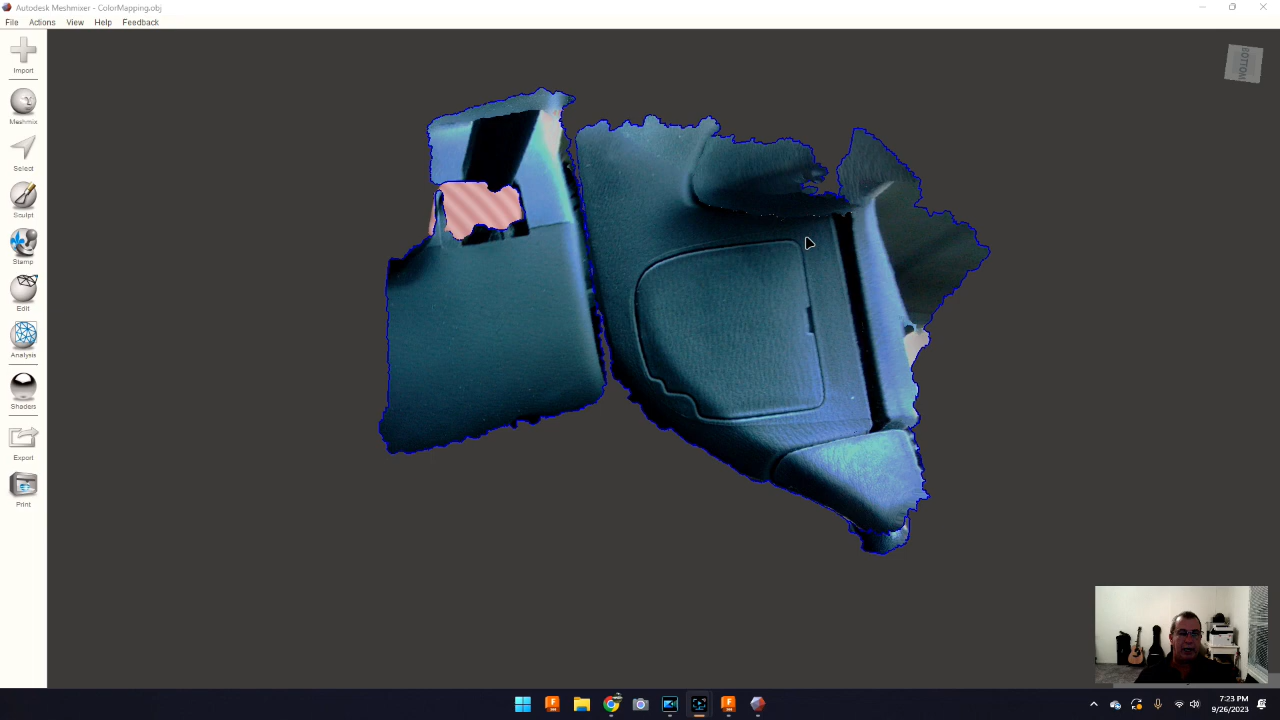 Autodesk Meshmixer - ColorMapping.obj
File Actions View Help Feedback
Import
Meshmix
Select
Sculpt
Stamp
Edit
Analysis
Shaders
Export
Print
BOTTOM
7:23 PM
9/26/2023